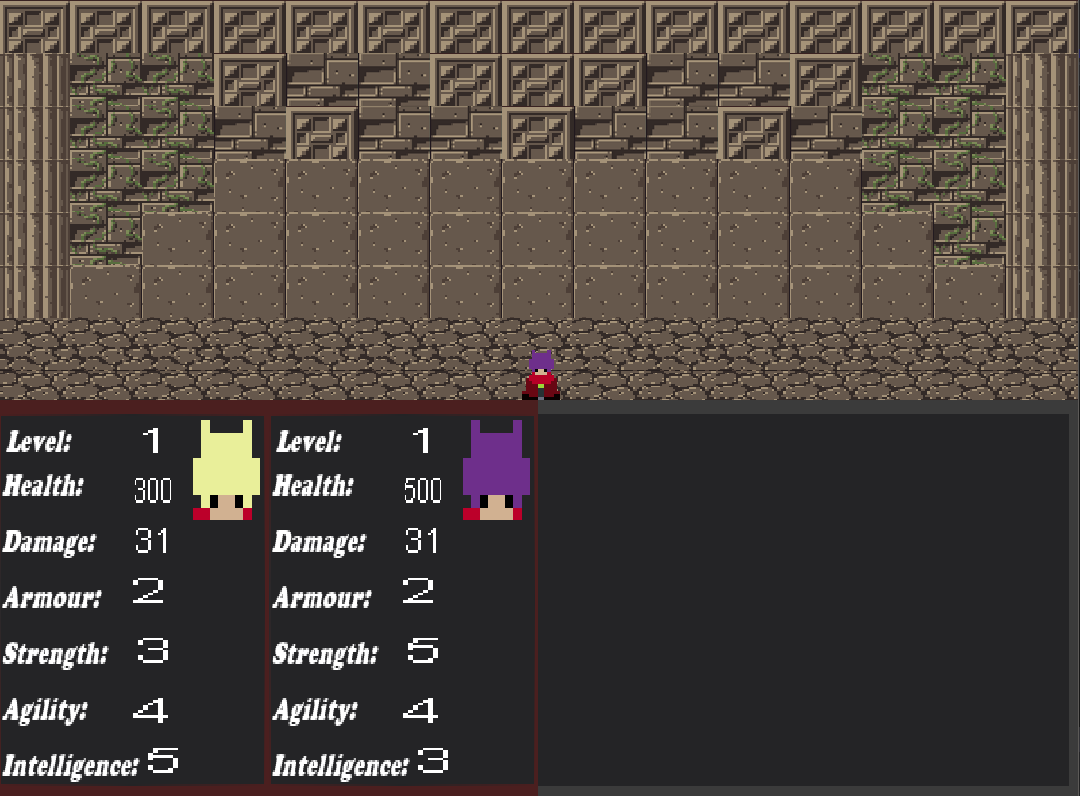 Level: 1
Health: 300
Damage: 31
Armour: 2
Strength: 3
Agility: 4
Intelligence: 5
Level: 1
Health: 500
Damage: 31
Armour: 2
Strength: 5
Agility: 4
Intelligence: 3